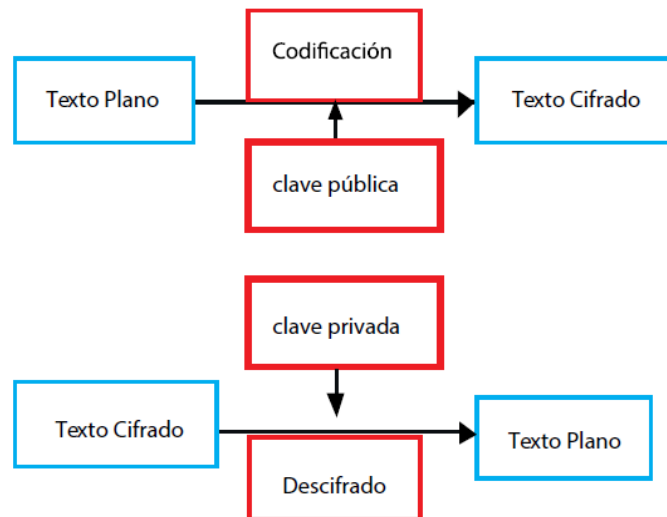 Codificación
Texto Plano
Texto Cifrado
clave pública
clave privada
Texto Cifrado
Texto Plano
Descifrado